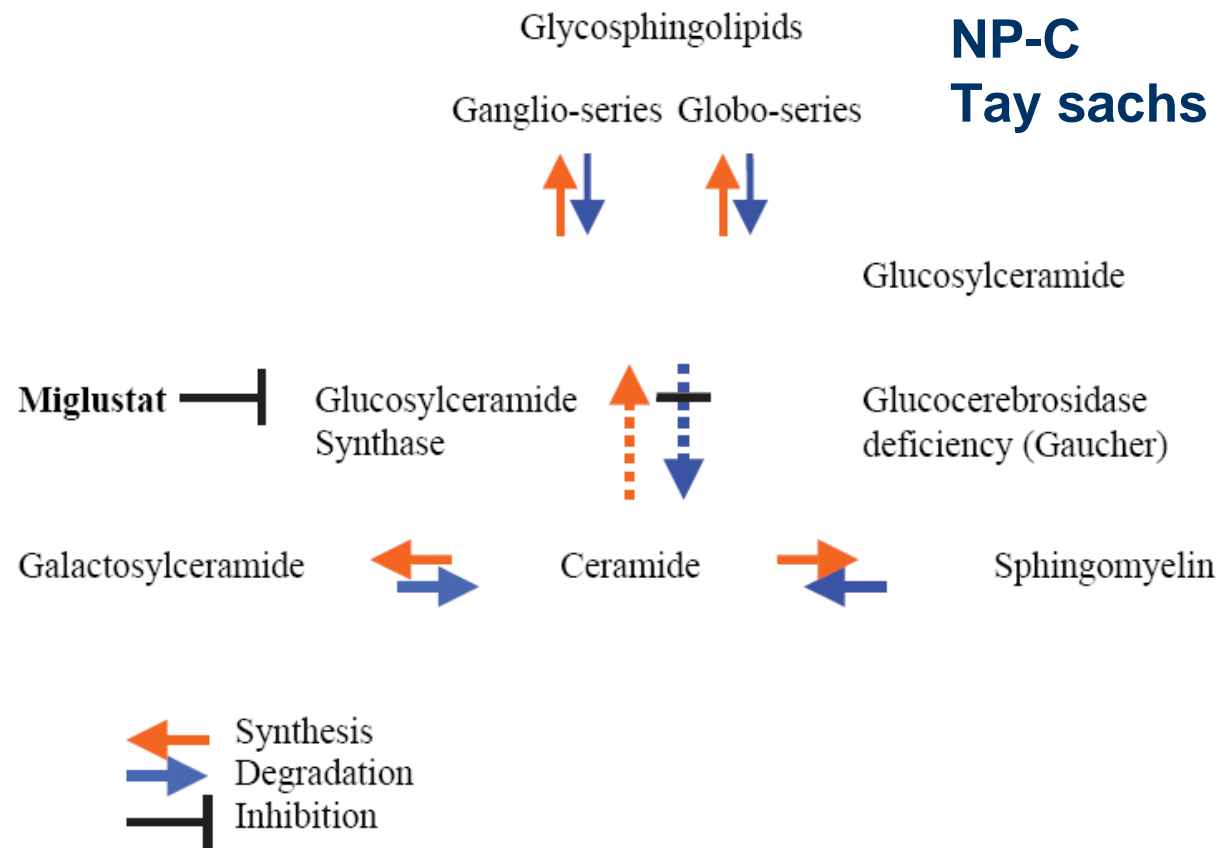 Glycosphingolipids
NP-C
Tay sachs
Ganglio-series Globo-series
Glucosylceramide
Miglustat
Glucosylceramide
Synthase
Glucocerebrosidase
deficiency (Gaucher)
Galactosylceramide
Ceramide
Sphingomyelin
Synthesis
Degradation
Inhibition